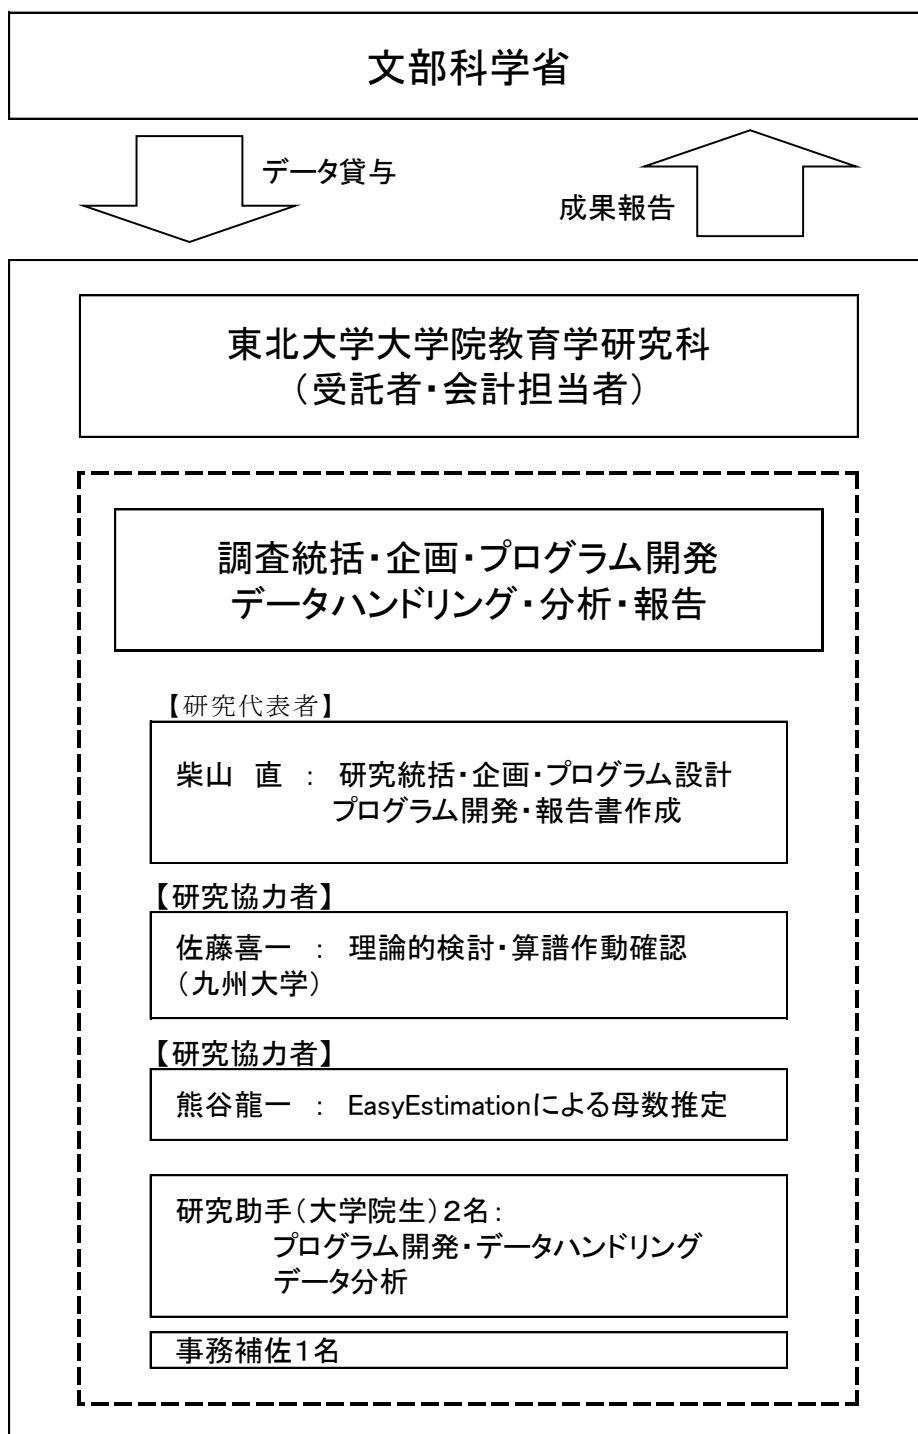 文部科学省
データ貸与
成果報告
東北大学大学院教育学研究科
（受託者・会計担当者）
調査統括・企画・プログラム開発
データハンドリング・分析・報告
【研究代表者】
柴山　直　：　研究統括・企画・プログラム設計
プログラム開発・報告書作成
【研究協力者】
佐藤喜一　：　理論的検討・算譜作動確認
（九州大学）
【研究協力者】
熊谷龍一　：　EasyEstimationによる母数推定
研究助手（大学院生）２名：
プログラム開発・データハンドリング
データ分析
事務補佐１名